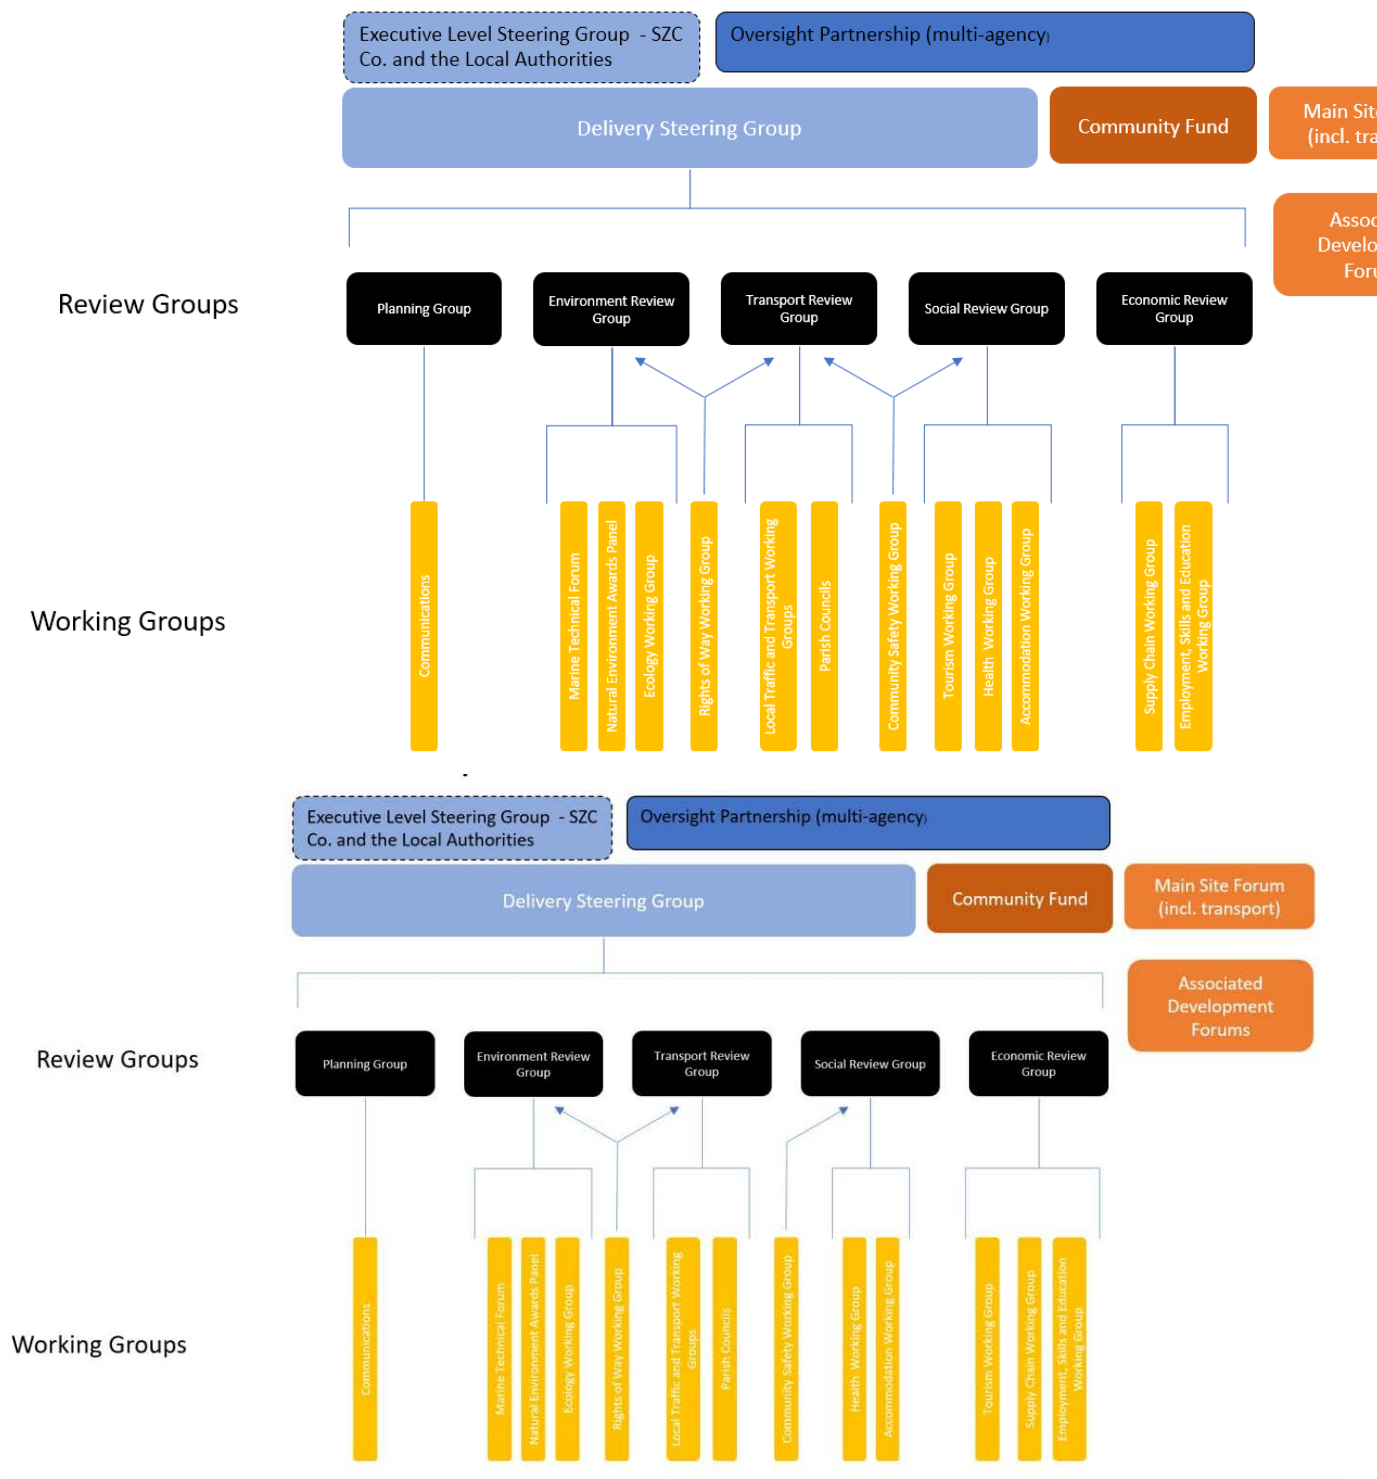 Executive Level Steering Group - SZC
Co. and the Local Authorities
Oversight Partnership (multi-agency)
Delivery Steering Group
Community Fund
Main Sit
(incl. tra
Assoc
Develo
Foru
Review Groups
Planning Group
Environment Review
Group
Transport Review
Group
Social Review Group
Economic Review
Group
Working Groups
Communications
Marine Technical Forum
Natural Environment Awards Panel
Ecology Working Group
Rights of Way Working Group
Local Traffic and Transport Working
Groups
Parish Councils
Community Safety Working Group
Tourism Working Group
Health Working Group
Accommodation Working Group
Supply Chain Working Group
Employment, Skills and Education
Working Group
Executive Level Steering Group - SZC
Co. and the Local Authorities
Oversight Partnership (multi-agency)
Delivery Steering Group
Community Fund
Main Site Forum
(incl. transport)
Associated
Development
Forums
Review Groups
Planning Group
Environment Review
Group
Transport Review
Group
Social Review Group
Economic Review
Group
Working Groups
Communications
Marine Technical Forum
Natural Environment Awards Panel
Ecology Working Group
Rights of Way Working Group
Local Traffic and Transport Working
Groups
Parish Councils
Community Safety Working Group
Health Working Group
Accommodation Working Group
Tourism Working Group
Supply Chain Working Group
Employment, Skills and Education
Working Group